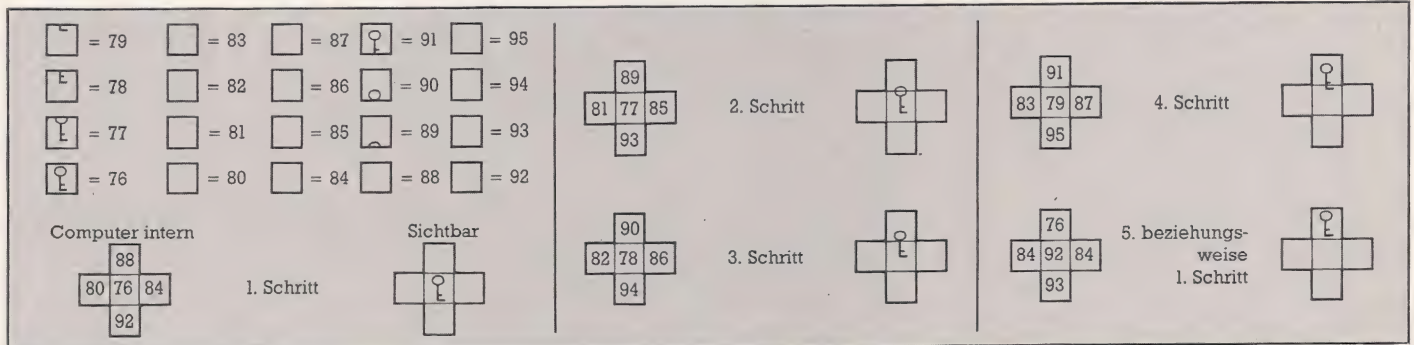 = 79 = 83 = 87 = 91 = 95
= 78 = 82 = 86 = 90 = 94
= 77 = 81 = 85 = 89 = 93
= 76 = 80 = 84 = 88 = 92
Computer intern Sichtbar
88
80 76 84 1. Schritt
92
89
81 77 85 2. Schritt
93
90
82 78 86 3. Schritt
94
91
83 79 87 4. Schritt
95
76
84 92 84 5. beziehungs-
weise
1. Schritt
93